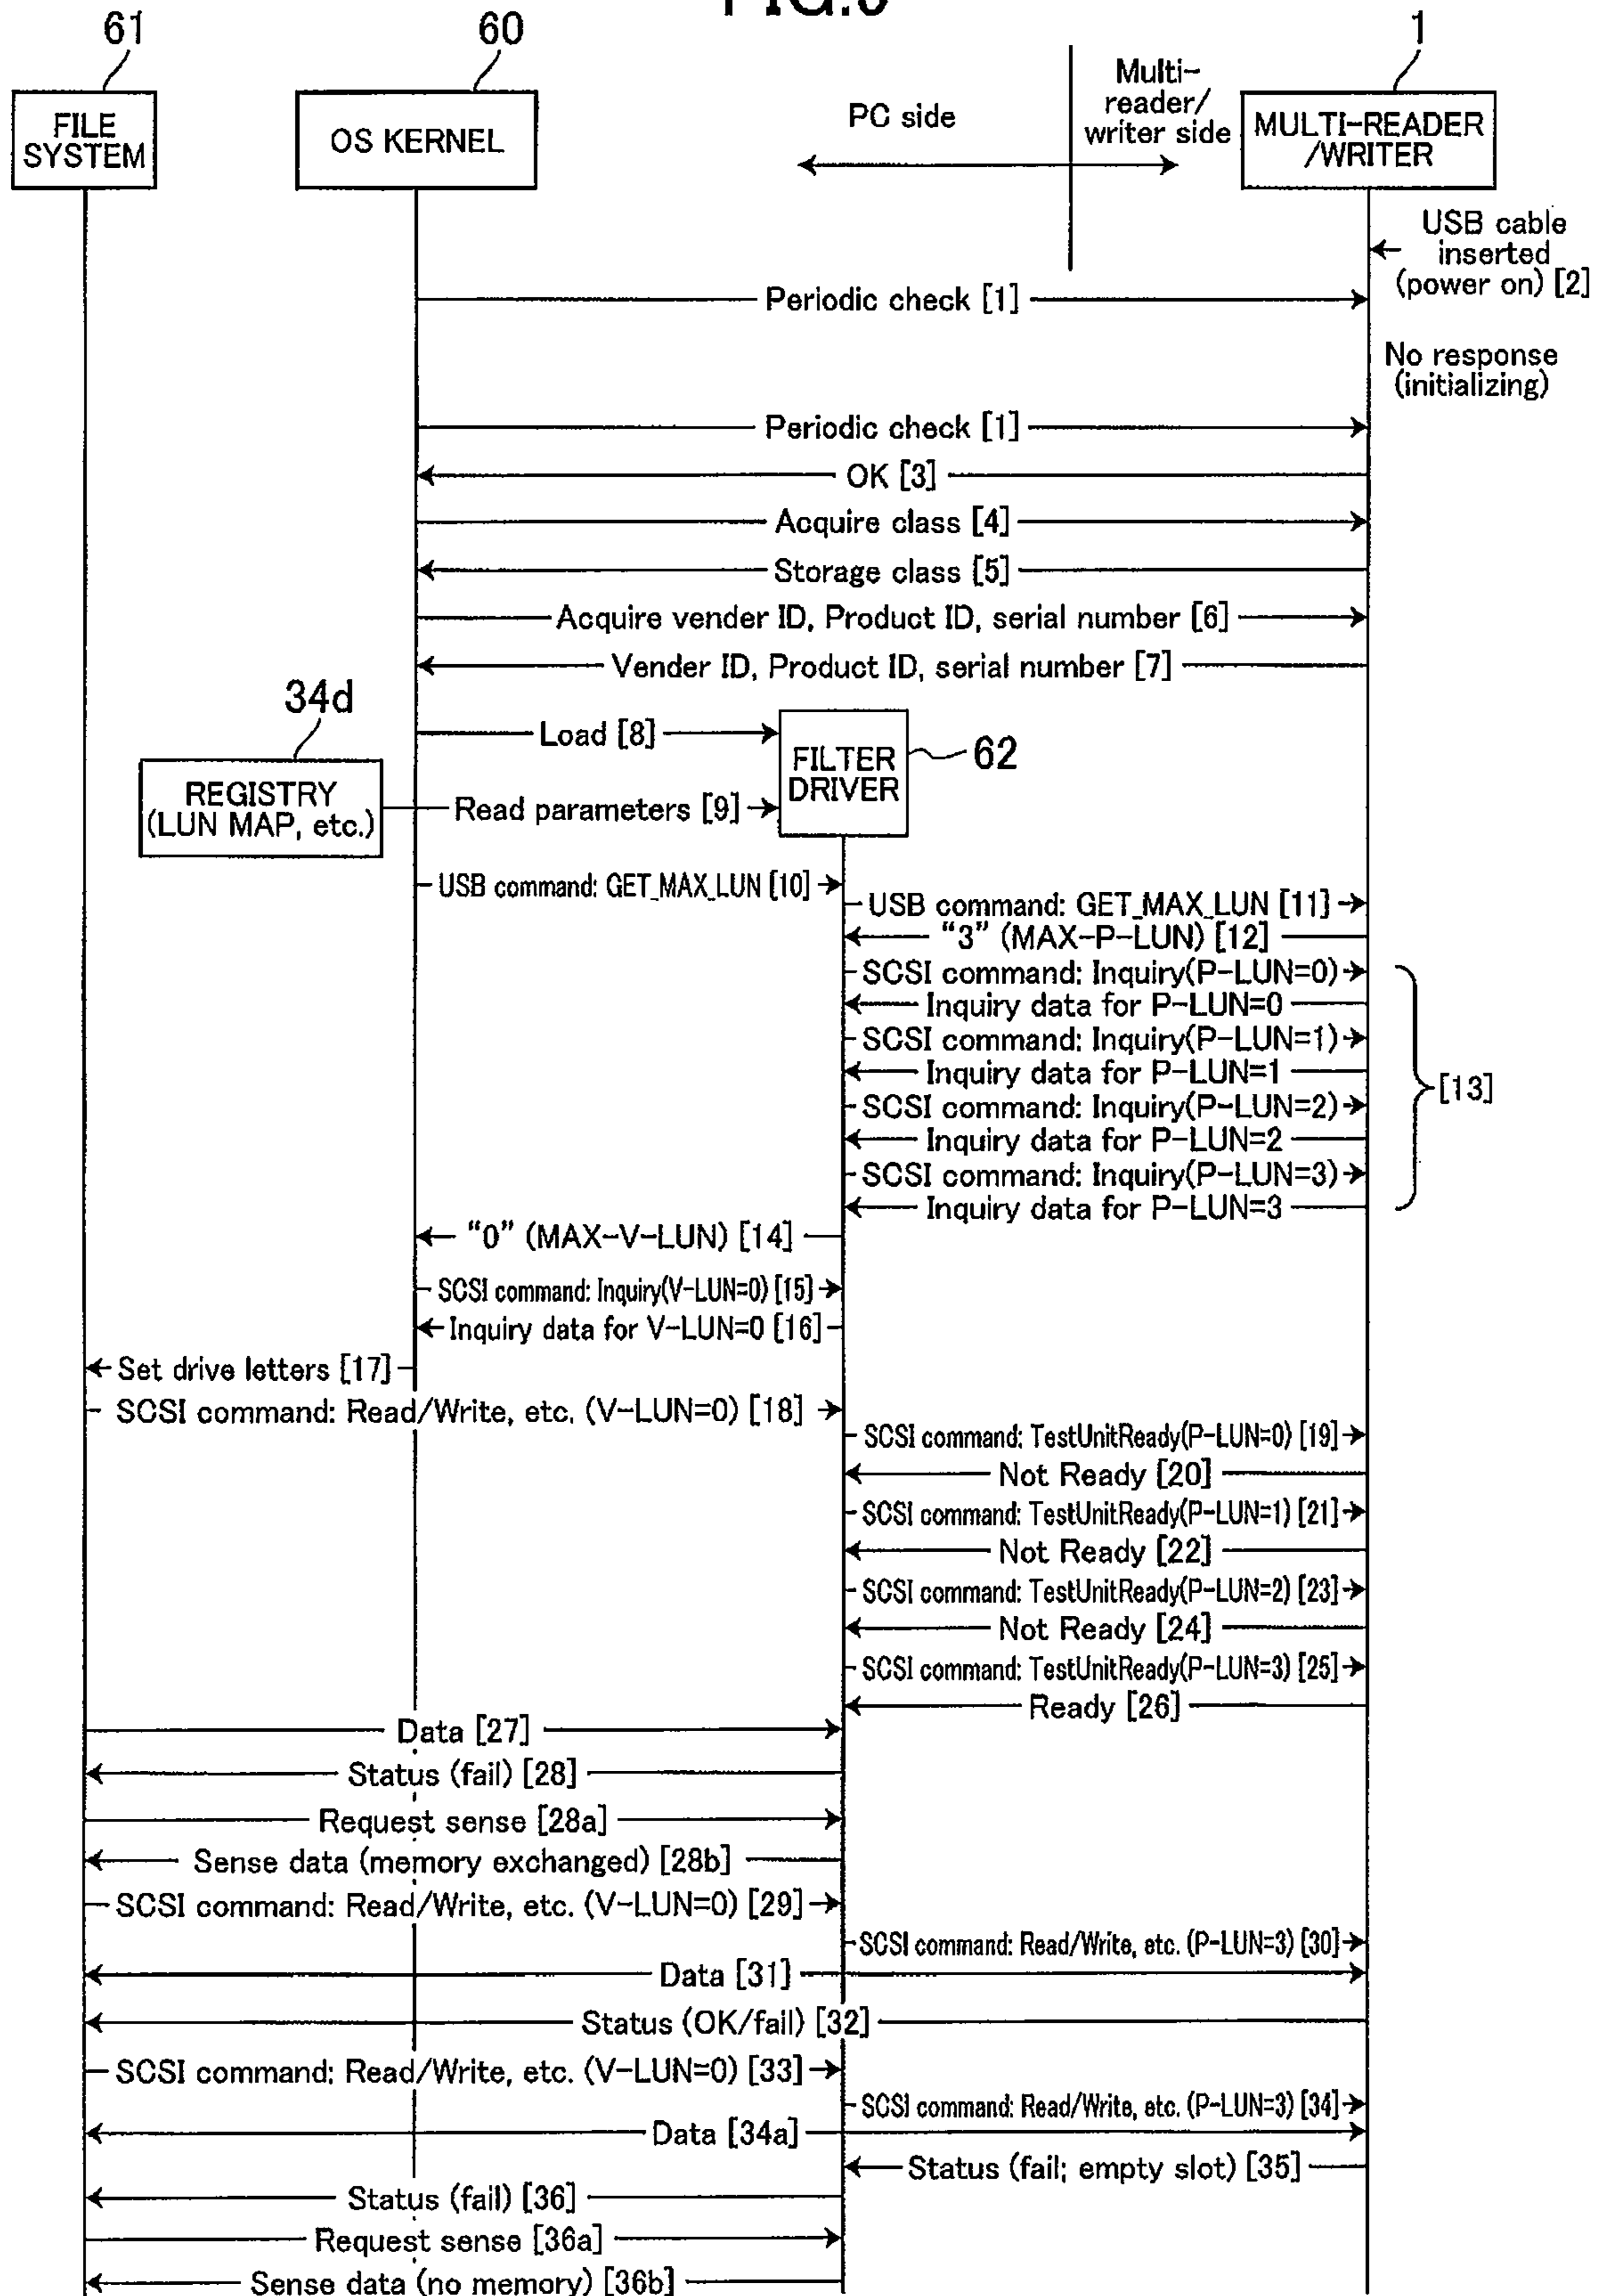 61
60
1
FILE
SYSTEM
OS KERNEL
PC side
Multi-
reader/
writer side
MULTI-READER
/WRITER
USB cable
inserted
(power on) [2]
Periodic check [1]
No response
(initializing)
Periodic check [1]
OK [3]
Acquire class [4]
Storage class [5]
Acquire vender ID, Product ID, serial number [6]
Vender ID, Product ID, serial number [7]
34d
Load [8]
FILTER
DRIVER
62
REGISTRY
(LUN MAP, etc.)
Read parameters [9]
USB command: GET_MAX_LUN [10]
USB command: GET_MAX_LUN [11]
“3” (MAX-P-LUN) [12]
SCSI command: Inquiry(P-LUN=0)
Inquiry data for P-LUN=0
SCSI command: Inquiry(P-LUN=1)
Inquiry data for P-LUN=1
[13]
SCSI command: Inquiry(P-LUN=2)
Inquiry data for P-LUN=2
SCSI command: Inquiry(P-LUN=3)
Inquiry data for P-LUN=3
“0” (MAX-V-LUN) [14]
SCSI command: Inquiry(V-LUN=0) [15]
Inquiry data for V-LUN=0 [16]
Set drive letters [17]
SCSI command: Read/Write, etc. (V-LUN=0) [18]
SCSI command: TestUnitReady(P-LUN=0) [19]
Not Ready [20]
SCSI command: TestUnitReady(P-LUN=1) [21]
Not Ready [22]
SCSI command: TestUnitReady(P-LUN=2) [23]
Not Ready [24]
SCSI command: TestUnitReady(P-LUN=3) [25]
Ready [26]
Data [27]
Status (fail) [28]
Request sense [28a]
Sense data (memory exchanged) [28b]
SCSI command: Read/Write, etc. (V-LUN=0) [29]
SCSI command: Read/Write, etc. (P-LUN=3) [30]
Data [31]
Status (OK/fail) [32]
SCSI command: Read/Write, etc. (V-LUN=0) [33]
SCSI command: Read/Write, etc. (P-LUN=3) [34]
Data [34a]
Status (fail; empty slot) [35]
Status (fail) [36]
Request sense [36a]
Sense data (no memory) [36b]